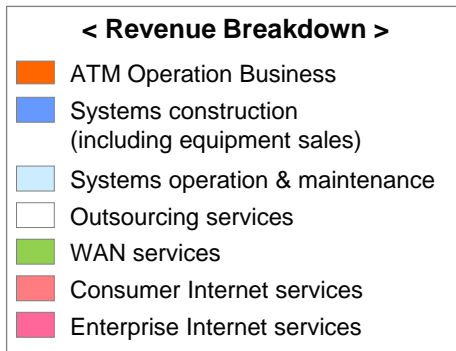 < Revenue Breakdown >
ATM Operation Business
Systems construction
(including equipment sales)
Systems operation & maintenance
Outsourcing services
WAN services
Consumer Internet services
Enterprise Internet services